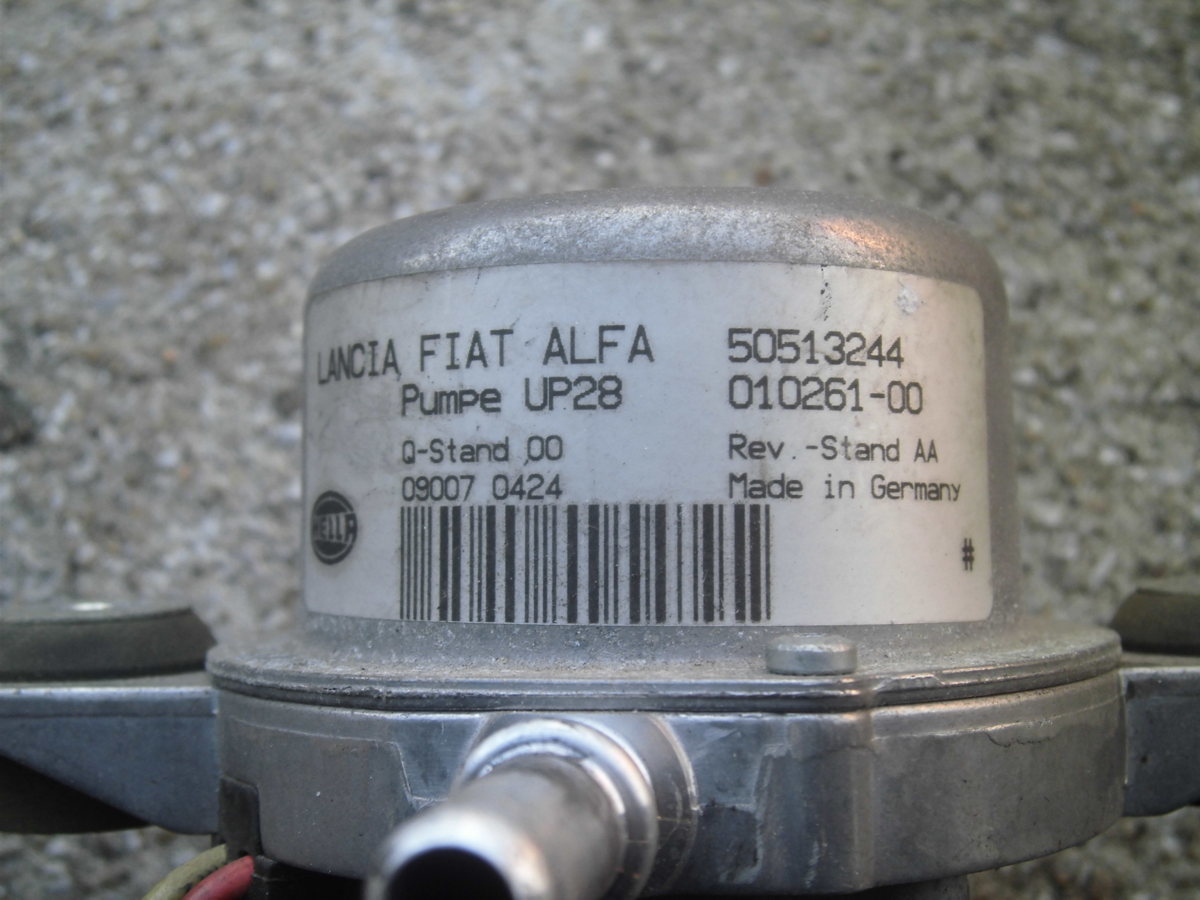 LANCIA FIAT ALFA 50513244
Pumpe UP28 010261-00
Q-Stand 00 Rev.-Stand AA
09007 0424 Made in Germany
HELLA
#